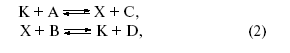 K + A ⇌ X + C,
X + B ⇌ K + D, (2)